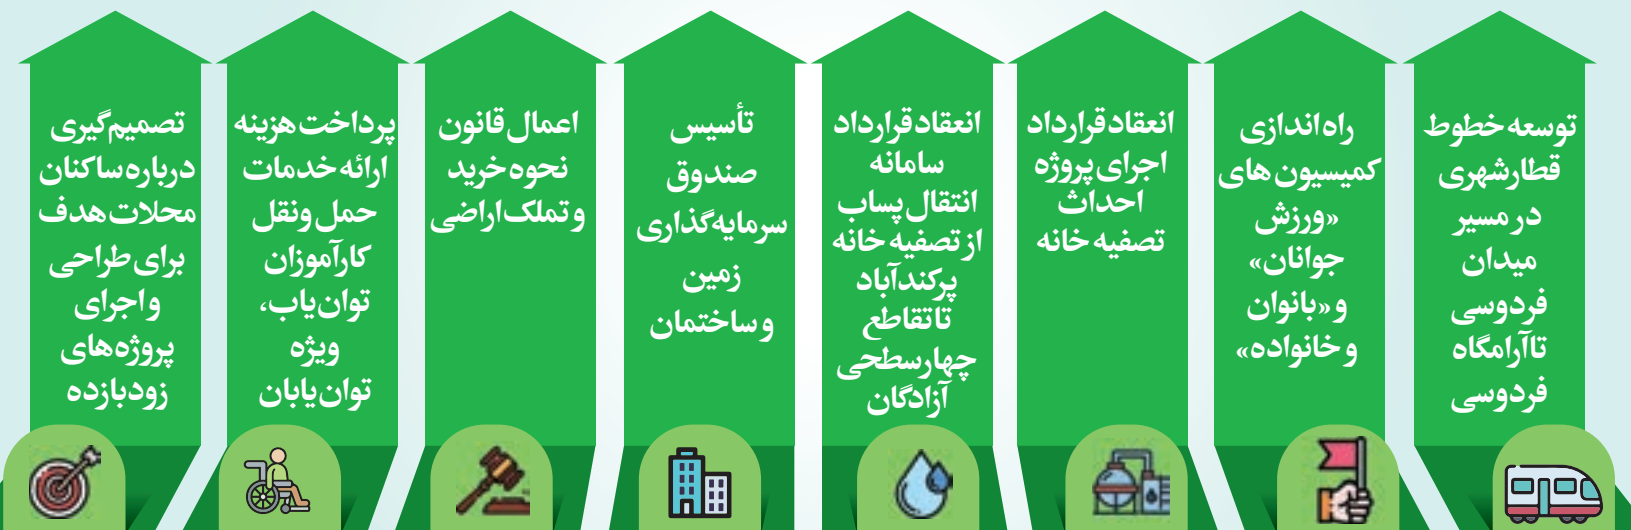 توسعه خطوط
قطارشهری
در مسیر
میدان
فردوسی
تاآرامگاه
فردوسی
راه اندازی
کمیسیون های
«ورزش
جوانان»
و «بانوان
و خانواده»
انعقاد قرارداد
اجرای پروژه
احداث
تصفیه خانه
انعقاد قرارداد
سامانه
انتقال پساب
از تصفیه خانه
پرکندآباد
تا تقاطع
چهارسطحی
آزادگان
تأسیس
صندوق
سرمایه‌گذاری
زمین
و ساختمان
اعمال قانون
نحوه خرید
و تملک اراضی
پرداخت هزینه
ارائه خدمات
حمل ونقل
کارآموزان
توان‌یاب،
ویژه
توان‌یابان
تصمیم‌گیری
درباره ساکنان
محلات هدف
برای طراحی
و اجرای
پروژه‌های
زودبازده